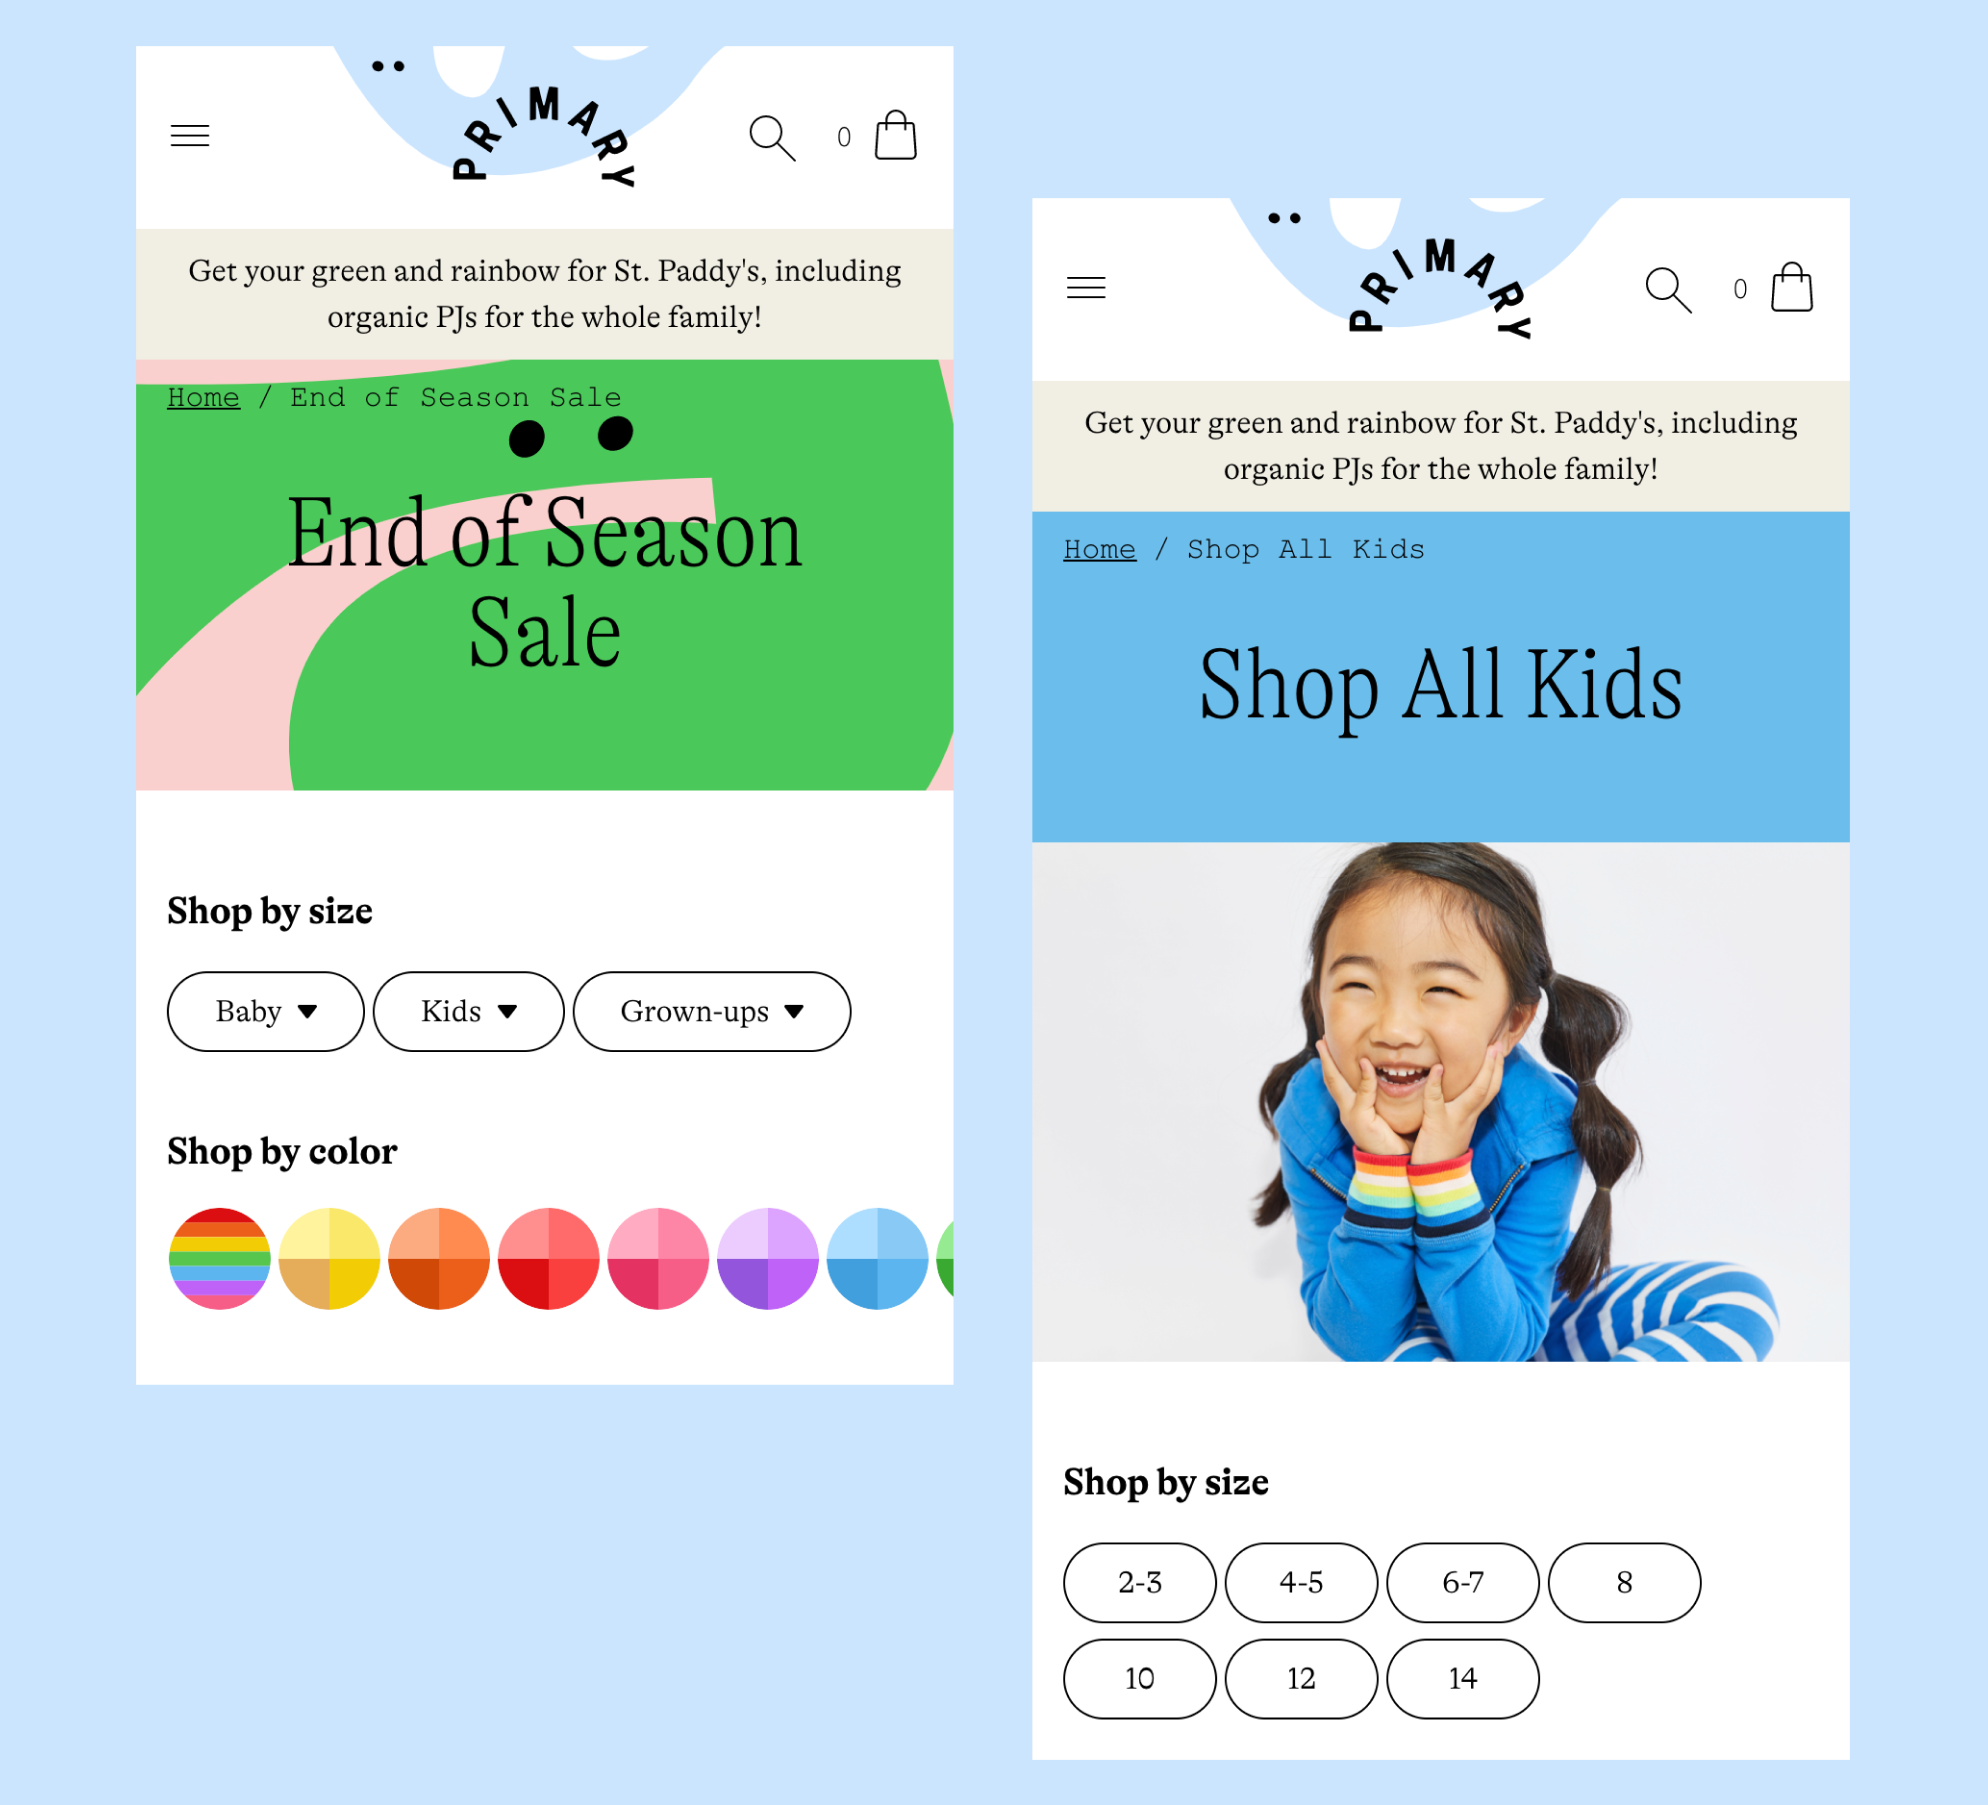 PRIMARY
0
Get your green and rainbow for St. Paddy's, including
organic PJs for the whole family!
Home / End of Season Sale
End of Season
Sale
Shop by size
Baby
Kids
Grown-ups
Shop by color
PRIMARY
0
Get your green and rainbow for St. Paddy's, including
organic PJs for the whole family!
Home / Shop All Kids
Shop All Kids
Shop by size
2-3
4-5
6-7
8
10
12
14